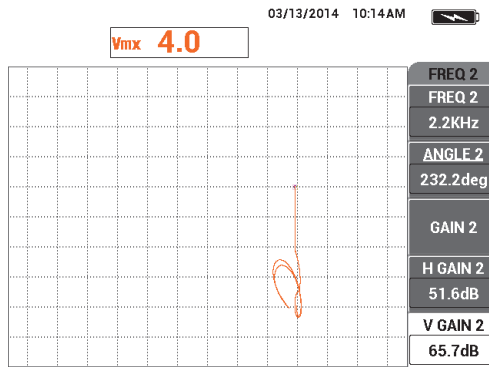 03/13/2014 10:14AM
Vmx 4.0
FREQ 2
FREQ 2
2.2KHz
ANGLE 2
232.2deg
GAIN 2
H GAIN 2
51.6dB
V GAIN 2
65.7dB